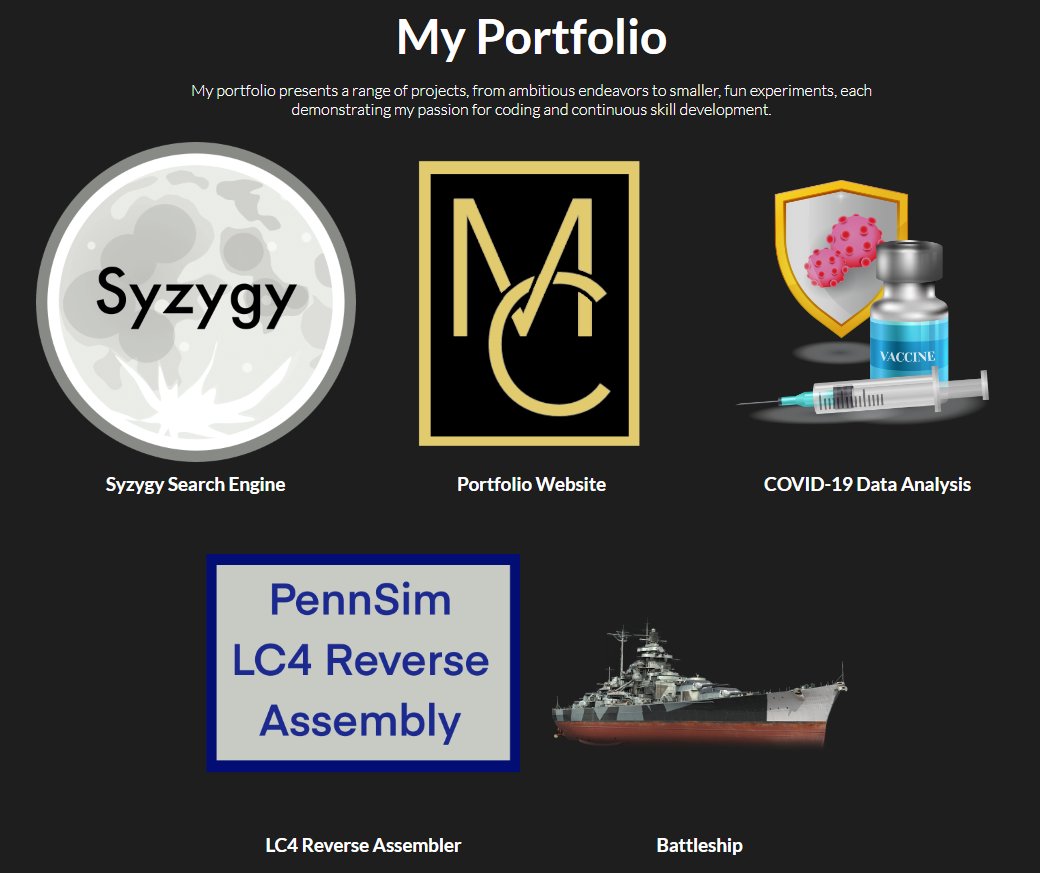 My Portfolio
My portfolio presents a range of projects, from ambitious endeavors to smaller, fun experiments, each
demonstrating my passion for coding and continuous skill development.
Syzygy
MC
VACCINE
Syzygy Search Engine
Portfolio Website
COVID-19 Data Analysis
PennSim
LC4 Reverse
Assembly
LC4 Reverse Assembler
Battleship